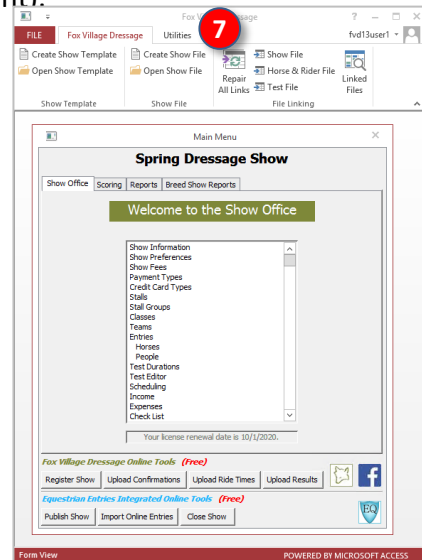 Fox V sage
FILE Fox Village Dressage Utilities 7 fvd13user1
Create Show Template Create Show File Show File
Open Show Template Open Show File Repair All Links Horse & Rider File Linked Files
Test File
Show Template Show File File Linking
Main Menu
Spring Dressage Show
Show Office Scoring Reports Breed Show Reports
Welcome to the Show Office
Show Information
Show Preferences
Show Fees
Payment Types
Credit Card Types
Stalls
Stall Groups
Classes
Teams
Entries
Horses
People
Test Durations
Test Editor
Scheduling
Income
Expenses
Check List
Your license renewal date is 10/1/2020.
Fox Village Dressage Online Tools (Free)
Register Show Upload Confirmations Upload Ride Times Upload Results f
Equestrian Entries Integrated Online Tools (Free)
Publish Show Import Online Entries Close Show EQ
Form View POWERED BY MICROSOFT ACCESS